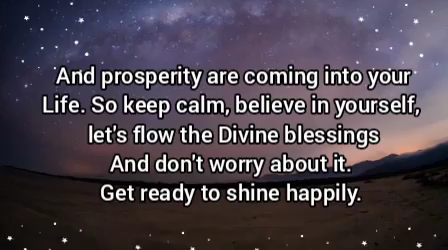 And prosperity are coming into your
Life. So keep calm, believe in yourself,
let's flow the Divine blessings
And don't worry about it.
Get ready to shine happily.